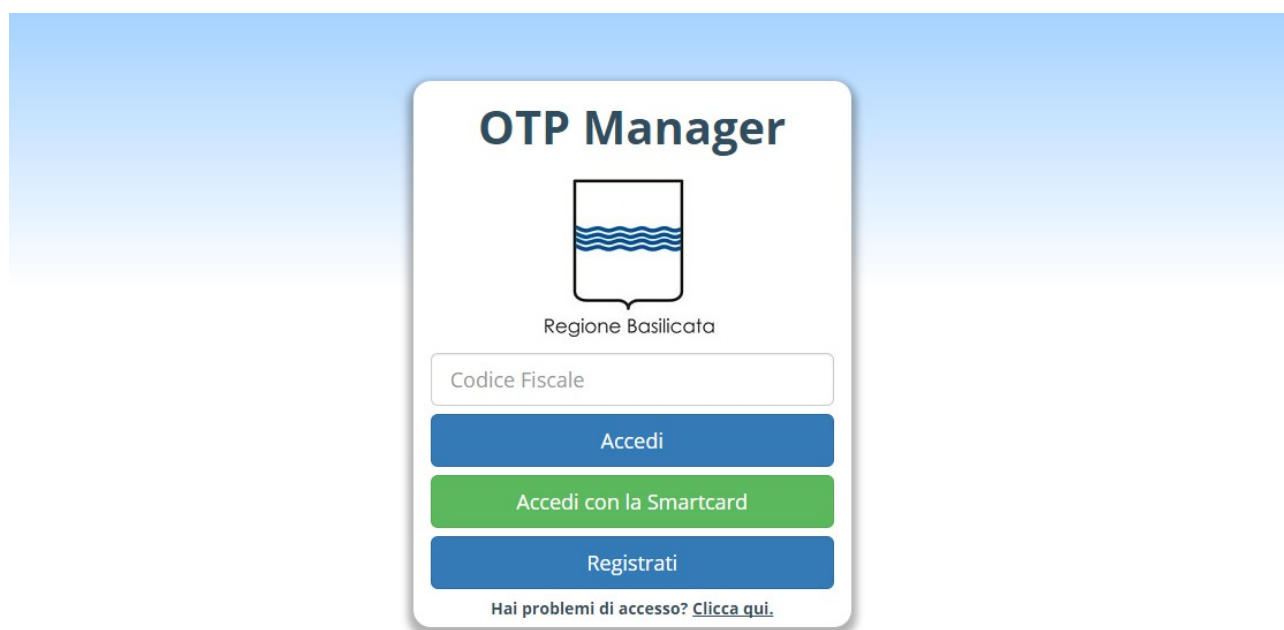 OTP Manager
Regione Basilicata
Codice Fiscale
Accedi
Accedi con la Smartcard
Registrati
Hai problemi di accesso? Clicca qui.